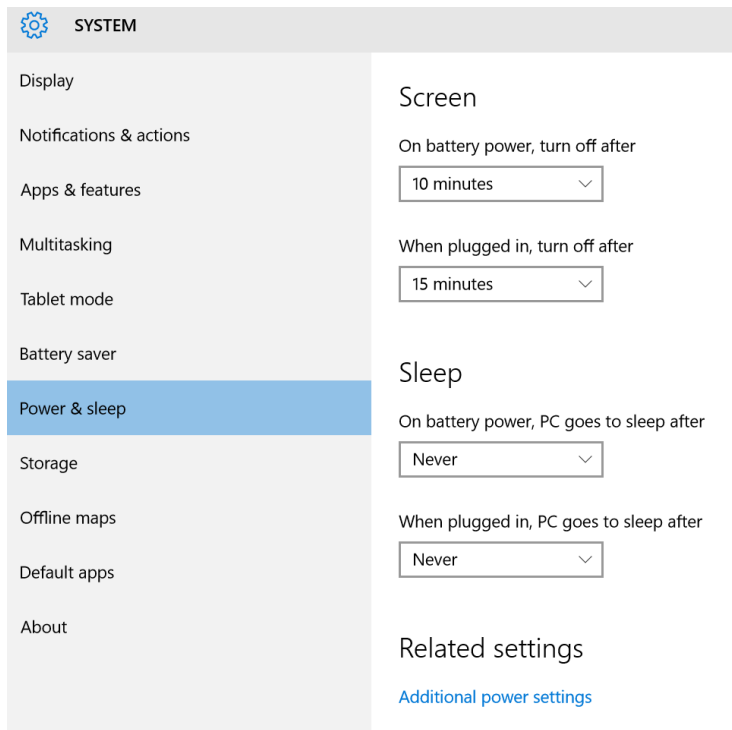 SYSTEM
Display
Notifications & actions
Apps & features
Multitasking
Tablet mode
Battery saver
Power & sleep
Storage
Offline maps
Default apps
About
Screen
On battery power, turn off after
10 minutes
When plugged in, turn off after
15 minutes
Sleep
On battery power, PC goes to sleep after
Never
When plugged in, PC goes to sleep after
Never
Related settings
Additional power settings